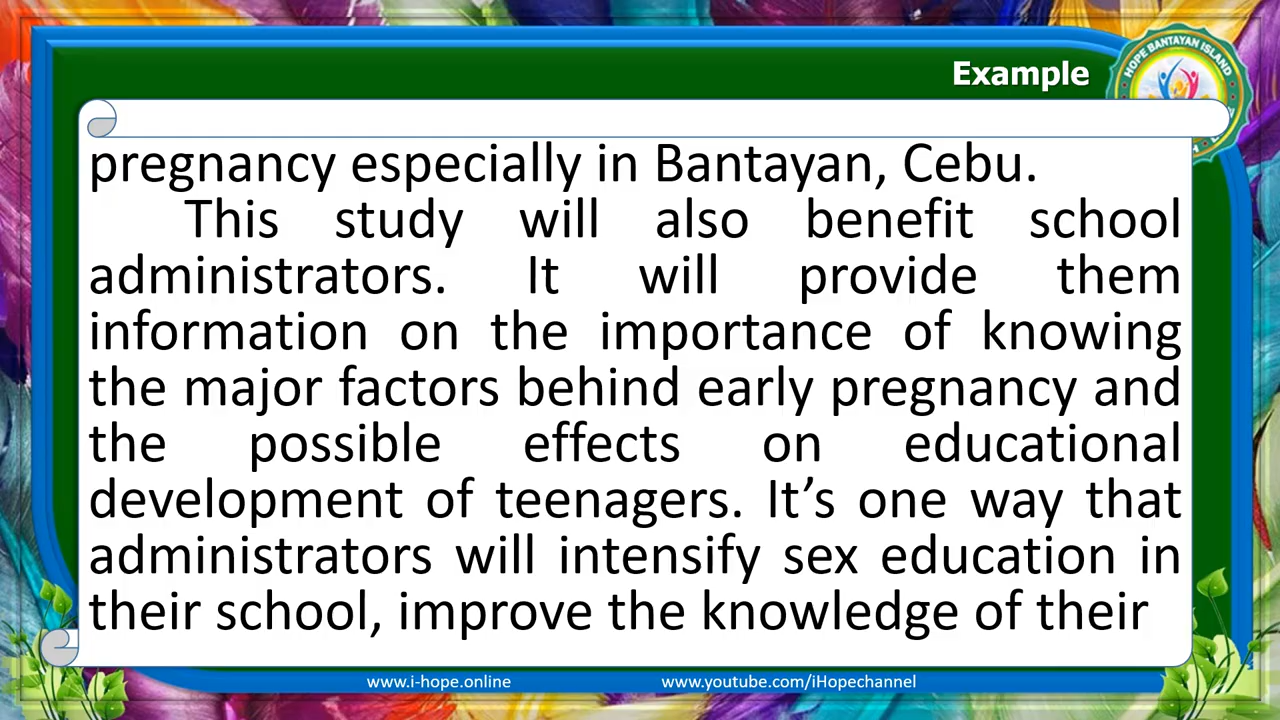 Example
HOPE BANTAYAN ISLAND
pregnancy especially in Bantayan, Cebu.
This study will also benefit school
administrators. It will provide them
information on the importance of knowing
the major factors behind early pregnancy and
the possible effects on educational
development of teenagers. It’s one way that
administrators will intensify sex education in
their school, improve the knowledge of their
www.i-hope.online
www.youtube.com/iHopechannel